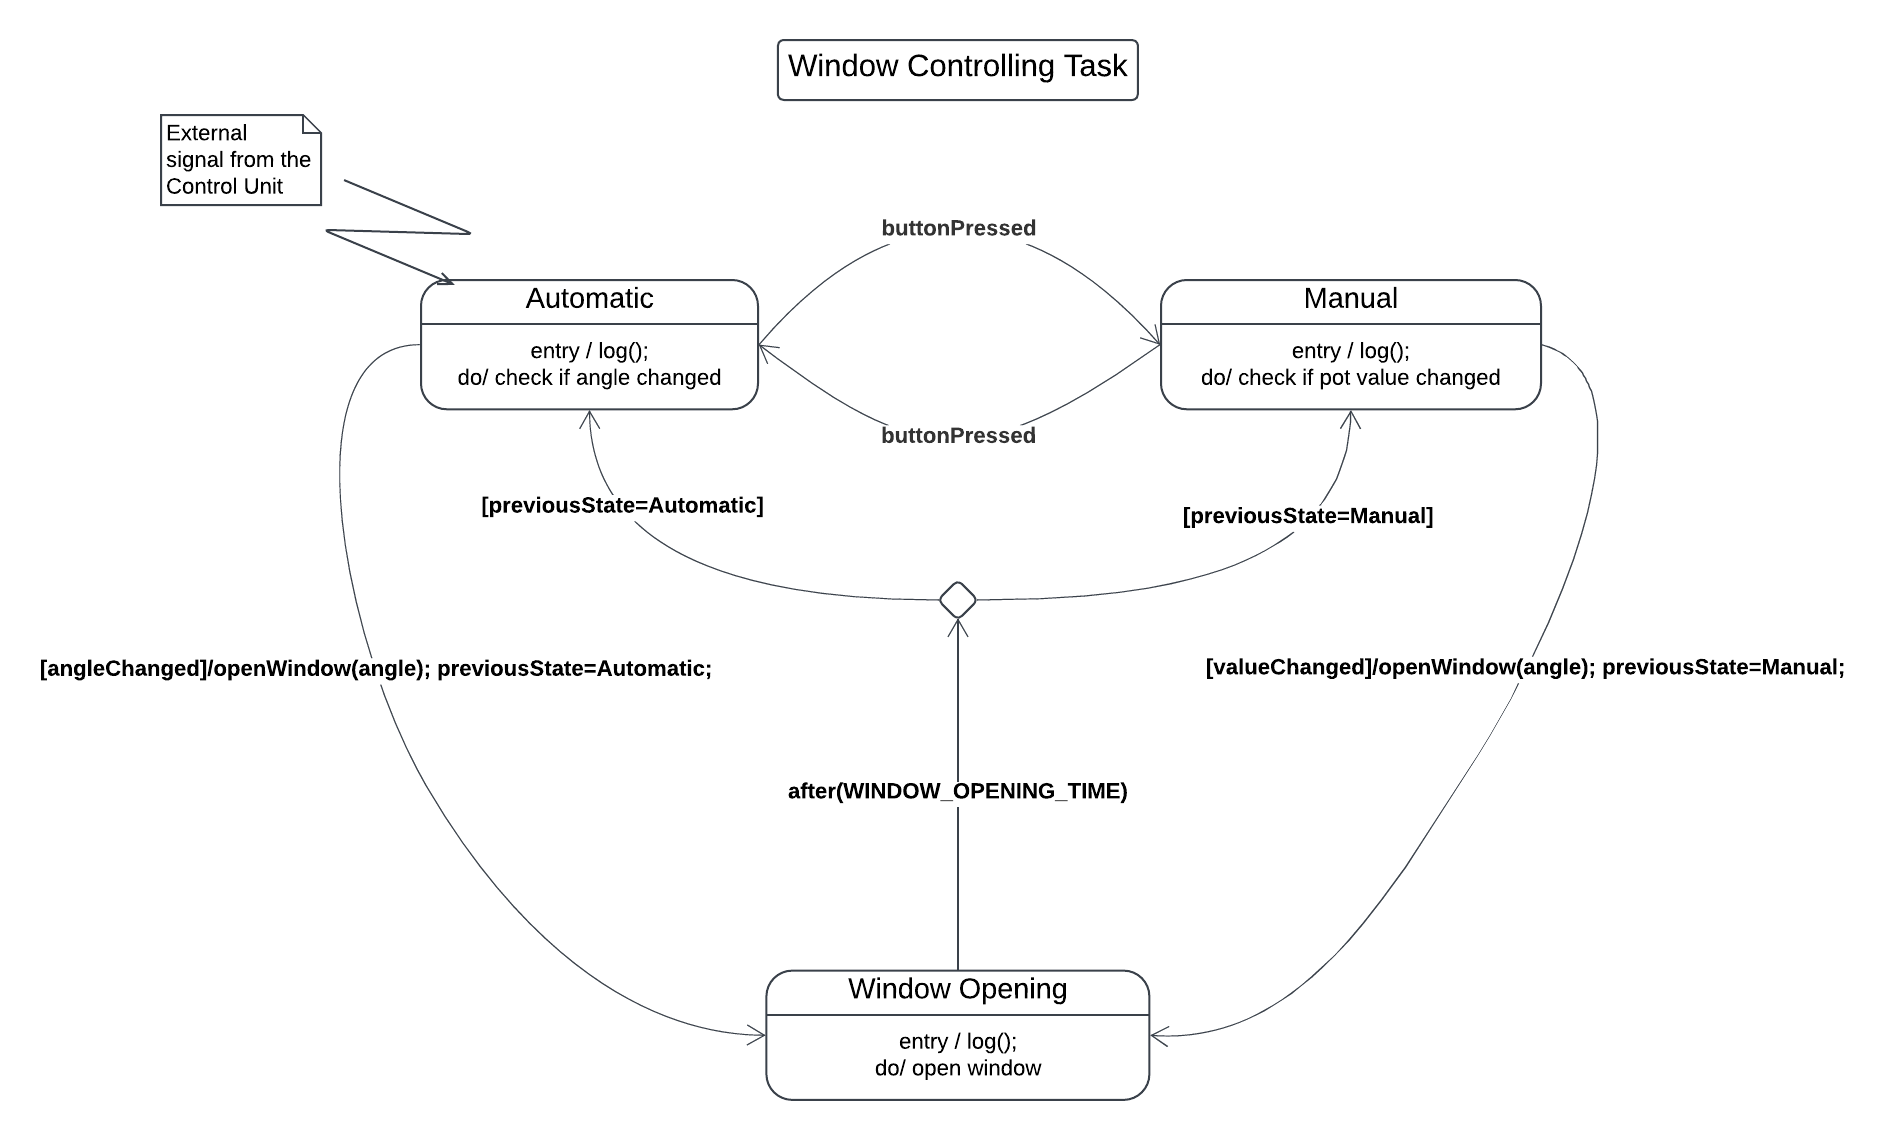 Window Controlling Task
External
signal from the
Control Unit
buttonPressed
Automatic
entry / log();
do/ check if angle changed
Manual
entry / log();
do/ check if pot value changed
buttonPressed
[previousState=Automatic]
[previousState=Manual]
[angleChanged]/openWindow(angle); previousState=Automatic;
[valueChanged]/openWindow(angle); previousState=Manual;
after(WINDOW_OPENING_TIME)
Window Opening
entry / log();
do/ open window